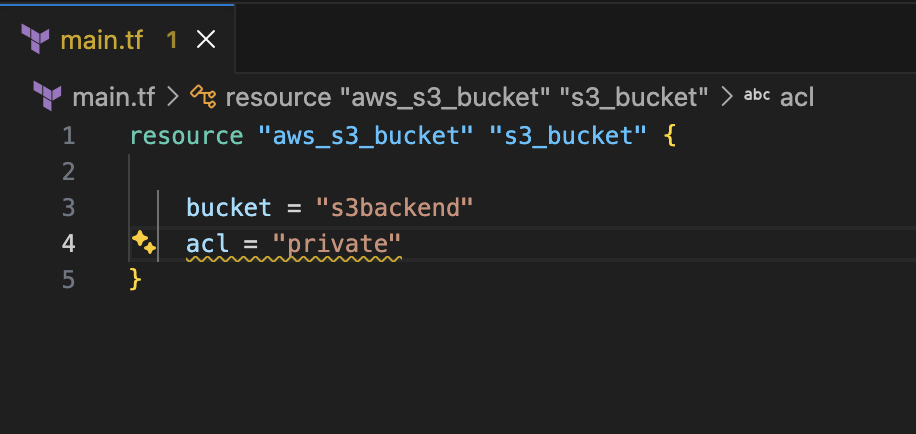 main.tf 1
main.tf > resource "aws_s3_bucket" "s3_bucket" > abc acl
1 resource "aws_s3_bucket" "s3_bucket" {
2
3 bucket = "s3backend"
4 acl = "private"
5 }